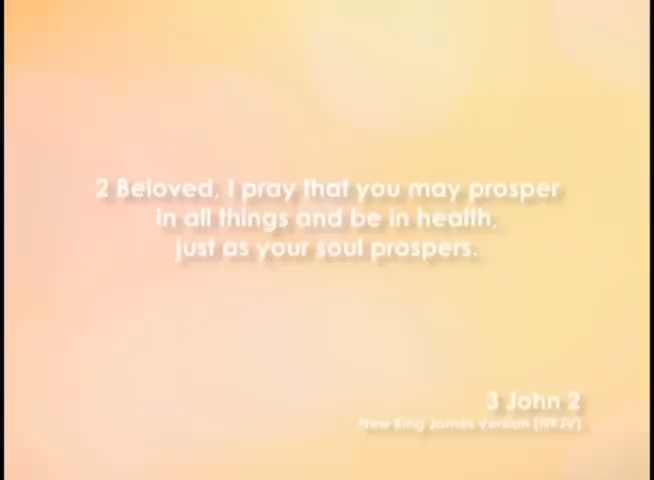 2 Beloved, I pray that you may prosper
in all things and be in health,
just as your soul prospers.
3 John 2
New King James Version (NKJV)